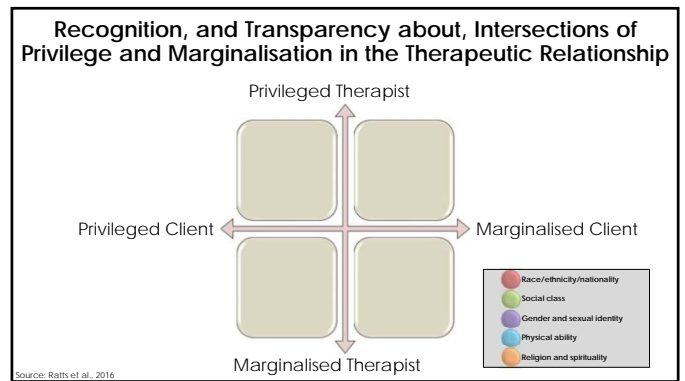 Recognition, and Transparency about, Intersections of
Privilege and Marginalisation in the Therapeutic Relationship
Privileged Therapist
Privileged Client
Marginalised Client
Marginalised Therapist
Race/ethnicity/nationality
Social class
Gender and sexual identity
Physical ability
Religion and spirituality
Source: Ratts et al., 2016